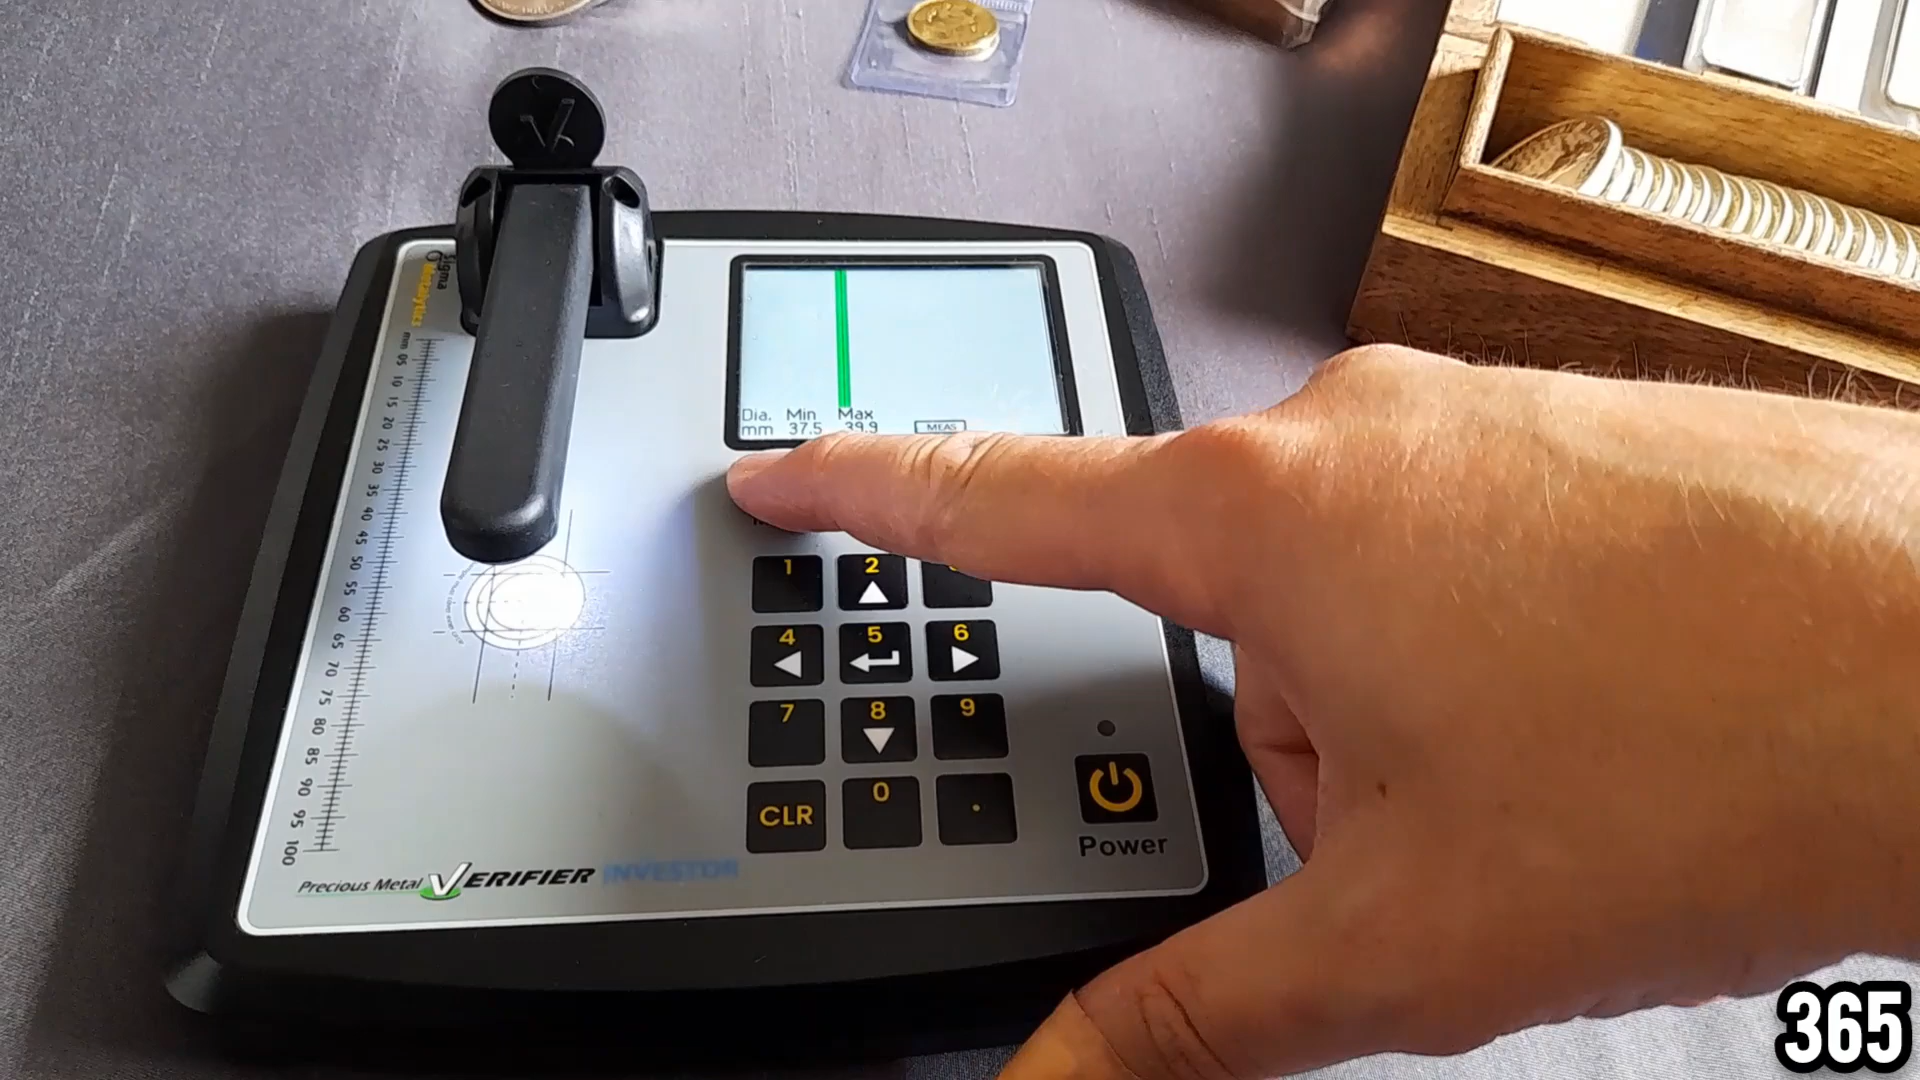 Sigma
Metalytics
mm 05 10 15 20 25 30 35 40 45 50 55 60 65 70 75 80 85 90 95 100
Dia. Min Max
mm 37.5 39.9
MEAS
1 2
4 5 6
7 8 9
CLR 0 .
Power
Precious Metal VERIFIER INVESTOR
365